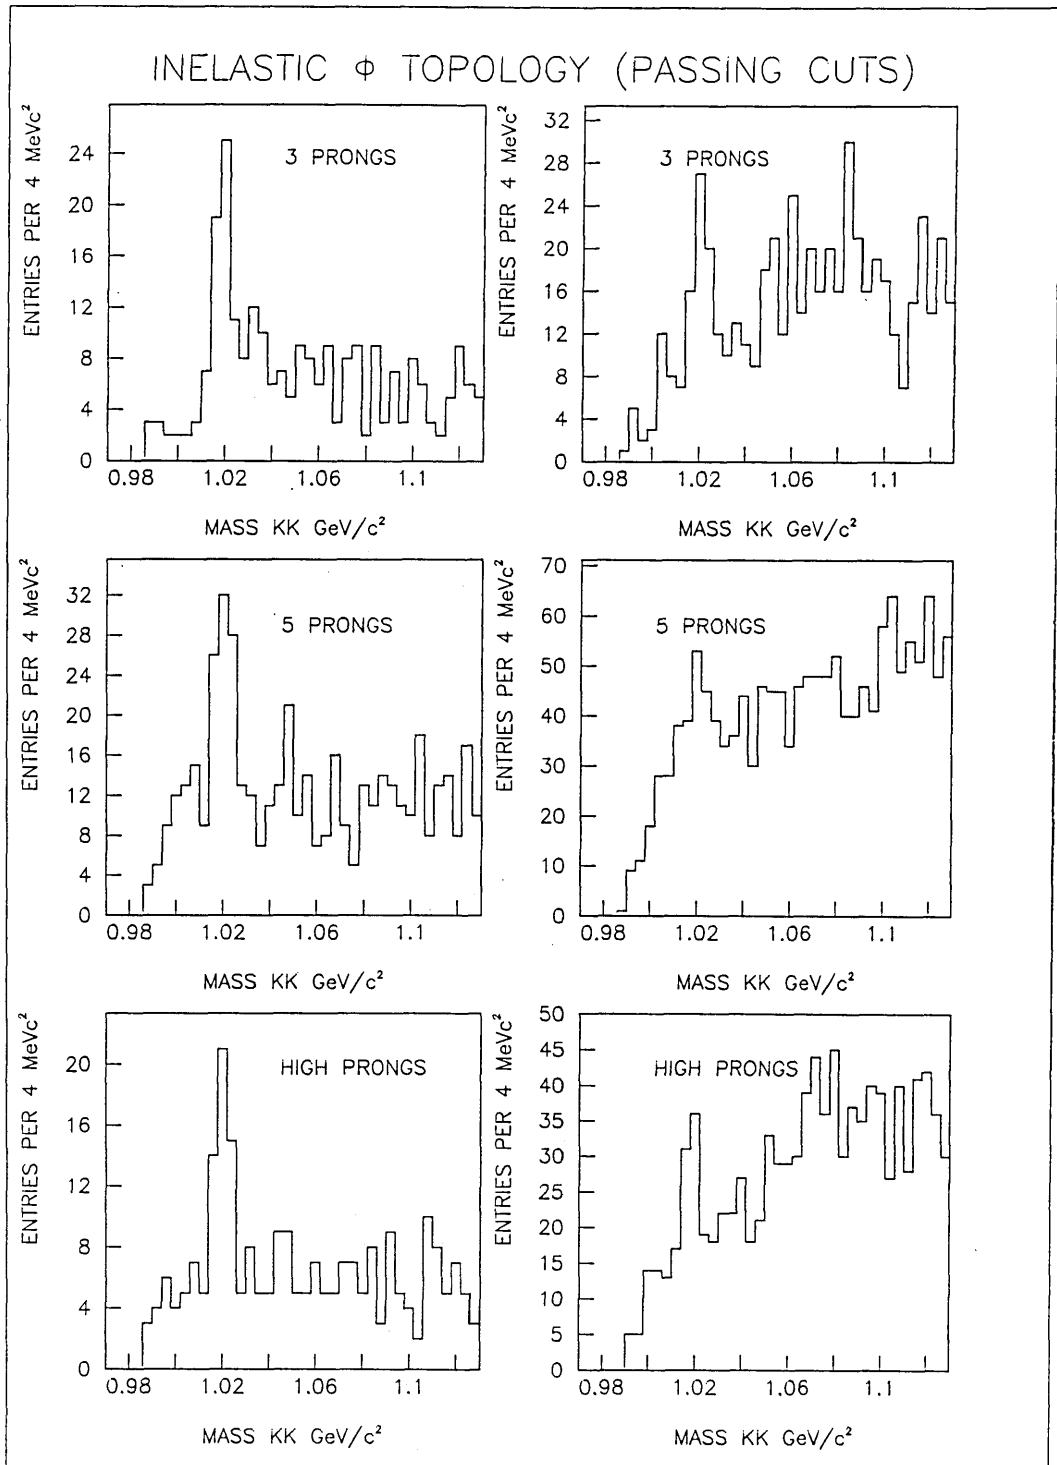 INELASTIC Φ TOPOLOGY (PASSING CUTS)
ENTRIES PER 4 MeVc²
24
20
16
12
8
4
0
3 PRONGS
0.98 1.02 1.06 1.1
MASS KK GeV/c²
ENTRIES PER 4 MeVc²
32
28
24
20
16
12
8
4
0
3 PRONGS
0.98 1.02 1.06 1.1
MASS KK GeV/c²
ENTRIES PER 4 MeVc²
32
28
24
20
16
12
8
4
0
5 PRONGS
0.98 1.02 1.06 1.1
MASS KK GeV/c²
ENTRIES PER 4 MeVc²
70
60
50
40
30
20
10
0
5 PRONGS
0.98 1.02 1.06 1.1
MASS KK GeV/c²
ENTRIES PER 4 MeVc²
20
16
12
8
4
0
HIGH PRONGS
0.98 1.02 1.06 1.1
MASS KK GeV/c²
ENTRIES PER 4 MeVc²
50
45
40
35
30
25
20
15
10
5
0
HIGH PRONGS
0.98 1.02 1.06 1.1
MASS KK GeV/c²